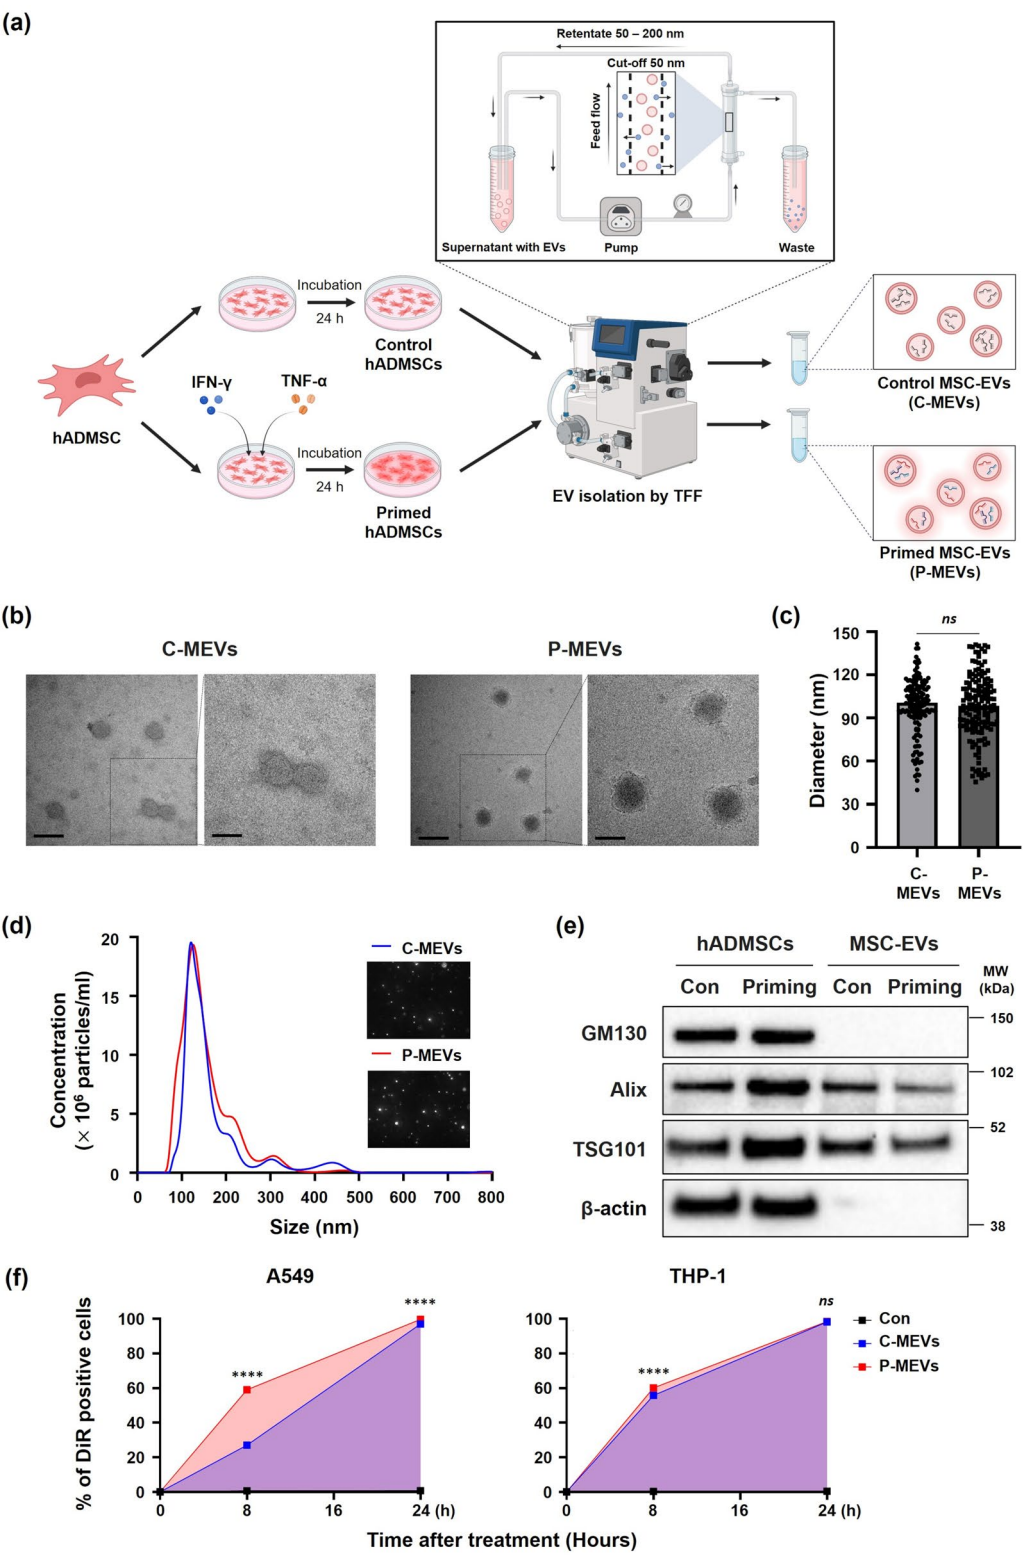 (a)
Retentate 50 – 200 nm
Cut-off 50 nm
Feed flow
Supernatant with EVs
Pump
Waste
hADMSC
IFN-γ
TNF-α
Incubation
24 h
Control
hADMSCs
Incubation
24 h
Primed
hADMSCs
EV isolation by TFF
Control MSC-EVs
(C-MEVs)
Primed MSC-EVs
(P-MEVs)
(b)
C-MEVs
P-MEVs
(c)
ns
Diameter (nm)
150
120
90
60
30
0
C-
MEVs
P-
MEVs
(d)
Concentration
(× 10⁶ particles/ml)
20
15
10
5
0
0 100 200 300 400 500 600 700 800
Size (nm)
C-MEVs
P-MEVs
(e)
hADMSCs MSC-EVs
Con Priming Con Priming
MW
(kDa)
GM130
Alix
TSG101
β-actin
150
102
52
38
(f)
A549
% of DiR positive cells
100
80
60
40
20
0
0 8 16 24 (h)
****
****
THP-1
100
80
60
40
20
0
0 8 16 24 (h)
****
ns
Con
C-MEVs
P-MEVs
Time after treatment (Hours)